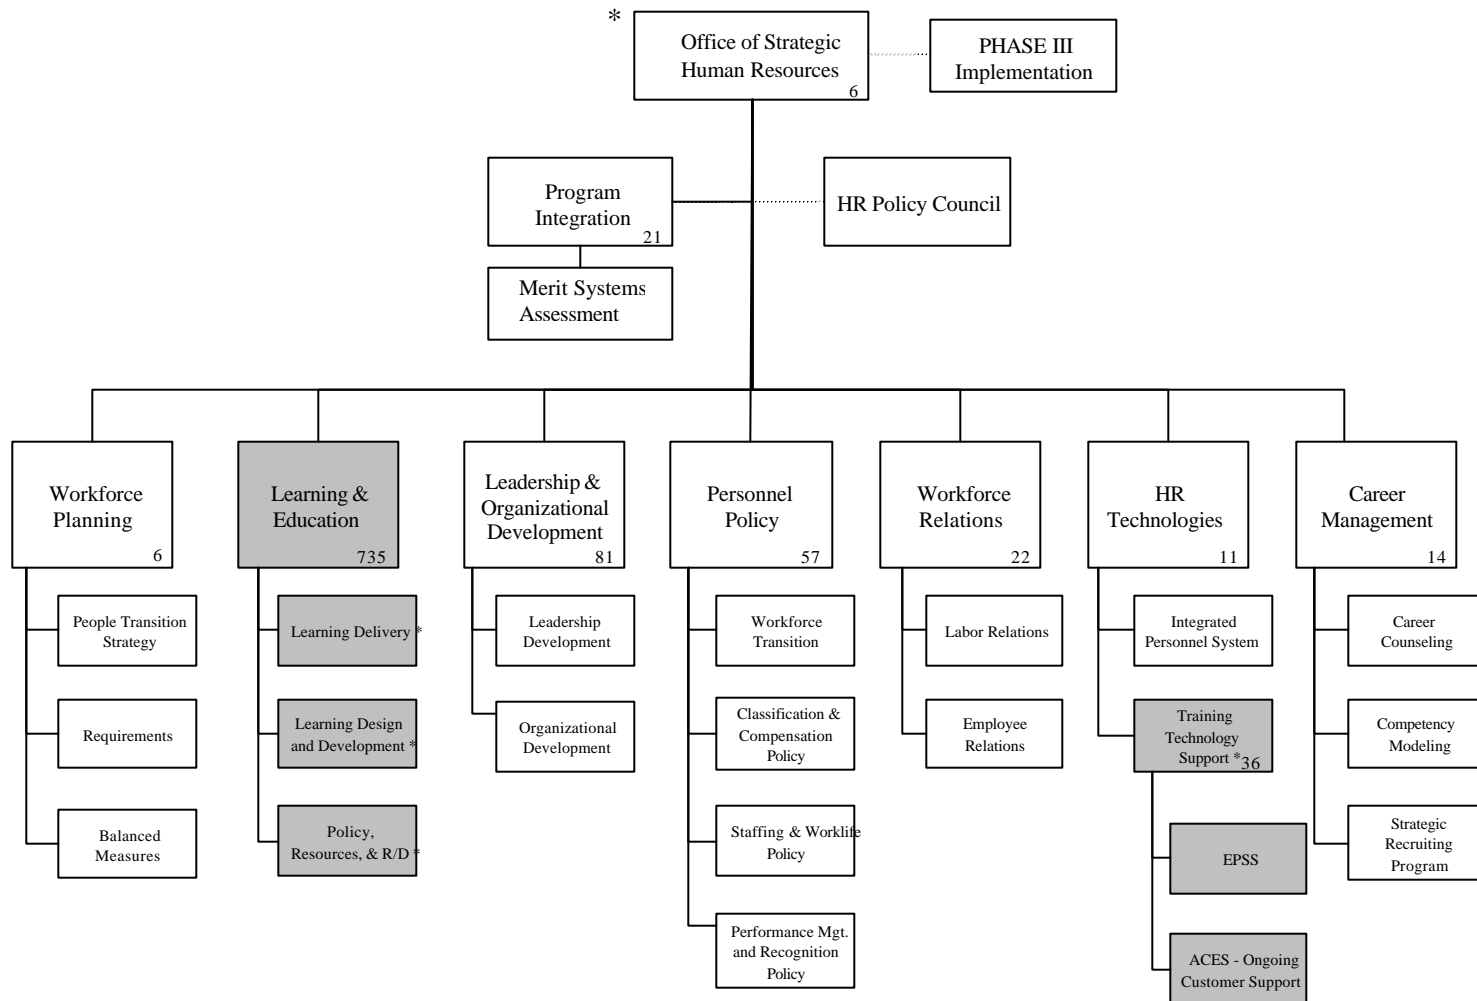 *
Office of Strategic
Human Resources
6
PHASE III
Implementation
Program
Integration
21
HR Policy Council
Merit Systems
Assessment
Workforce
Planning
6
Learning &
Education
735
Leadership &
Organizational
Development
81
Personnel
Policy
57
Workforce
Relations
22
HR
Technologies
11
Career
Management
14
People Transition
Strategy
Requirements
Balanced
Measures
Learning Delivery *
Learning Design
and Development *
Policy,
Resources, & R/D *
Leadership
Development
Organizational
Development
Workforce
Transition
Classification &
Compensation
Policy
Staffing & Worklife
Policy
Performance Mgt.
and Recognition
Policy
Labor Relations
Employee
Relations
Integrated
Personnel System
Training
Technology
Support *
36
EPSS
ACES - Ongoing
Customer Support
Career
Counseling
Competency
Modeling
Strategic
Recruiting
Program